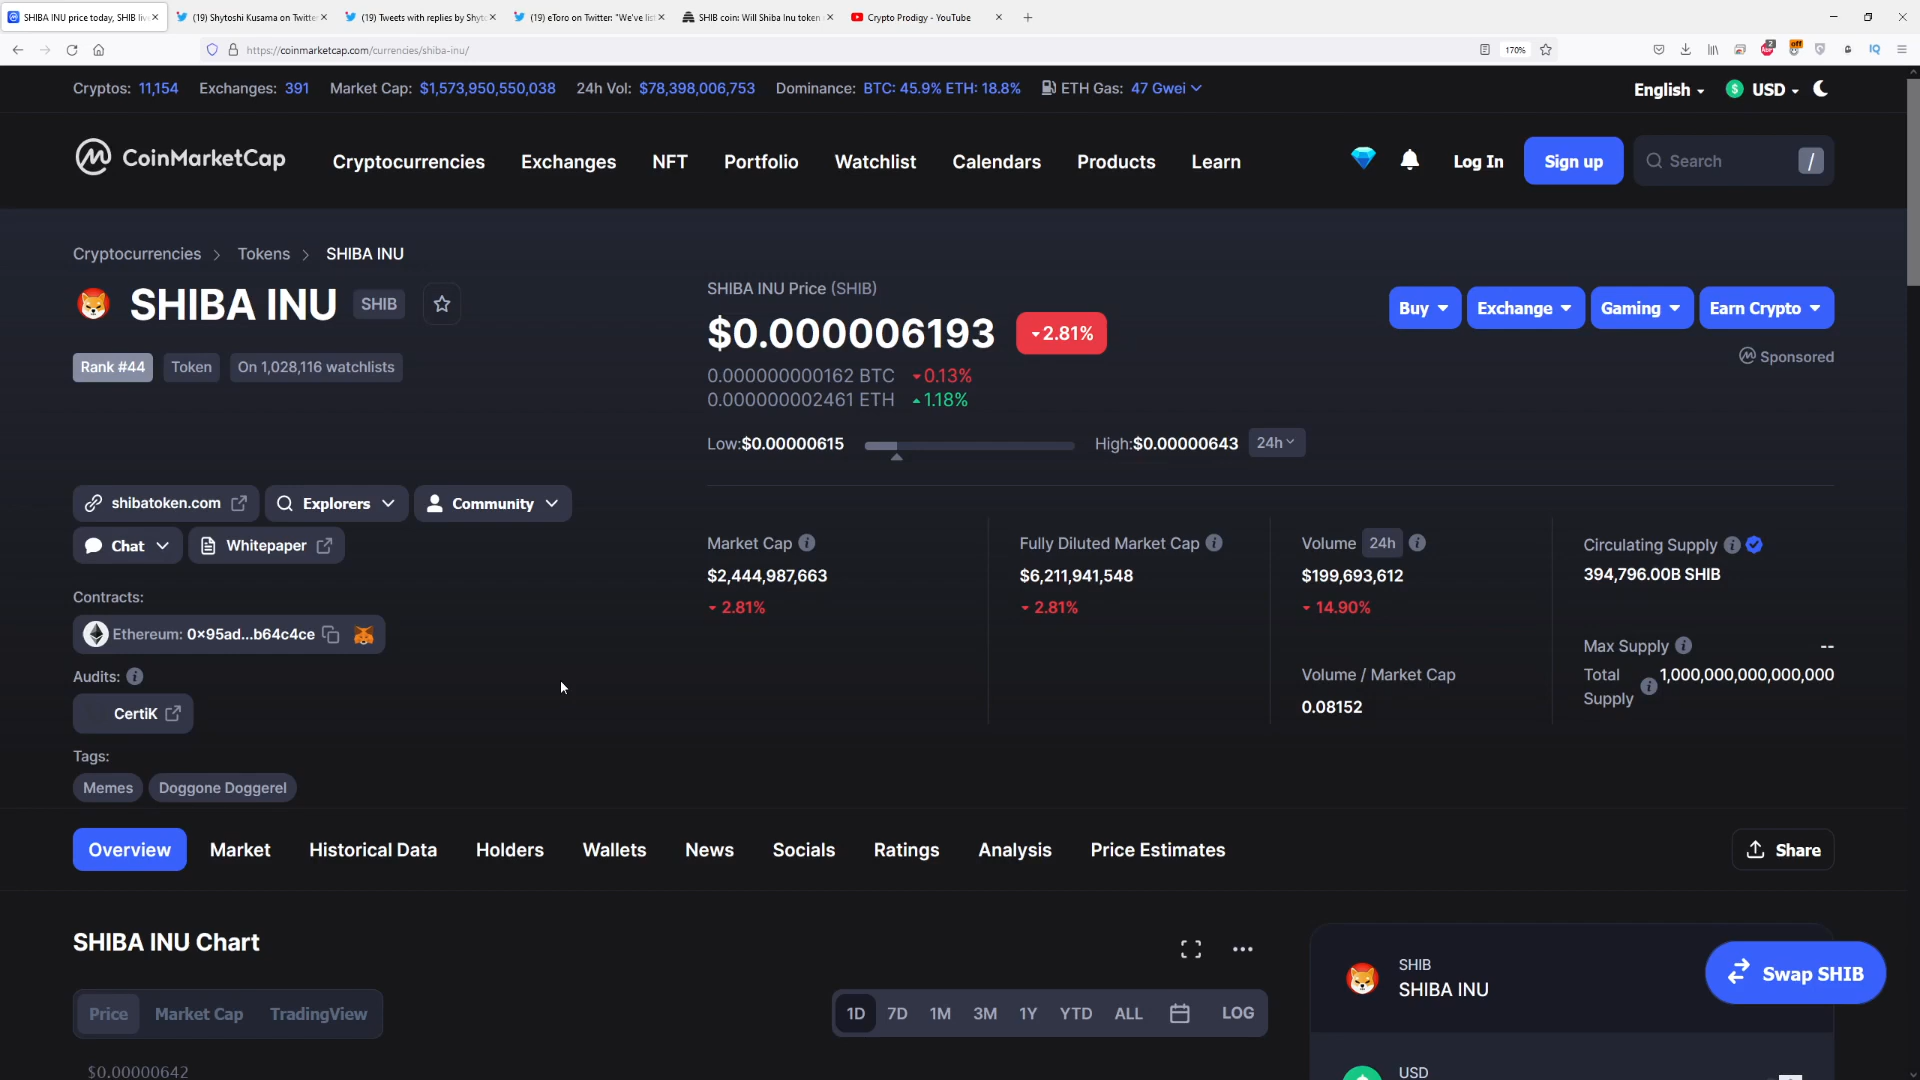 SHIBA INU price today, SHIB live
(19) Shytoshi Kusama on Twitter
(19) Tweets with replies by Shyt
(19) eToro on Twitter: "We've lis
SHIB coin: Will Shiba Inu token
Crypto Prodigy - YouTube
https://coinmarketcap.com/currencies/shiba-inu/
170%
Cryptos: 11,154 Exchanges: 391 Market Cap: $1,573,950,550,038 24h Vol: $78,398,006,753 Dominance: BTC: 45.9% ETH: 18.8% ETH Gas: 47 Gwei
English USD
CoinMarketCap
Cryptocurrencies Exchanges NFT Portfolio Watchlist Calendars Products Learn
Log In Sign up Search /
Cryptocurrencies > Tokens > SHIBA INU
SHIBA INU SHIB
Rank #44 Token On 1,028,116 watchlists
SHIBA INU Price (SHIB)
$0.000006193 2.81%
0.000000000162 BTC 0.13%
0.000000002461 ETH 1.18%
Low:$0.00000615 High:$0.00000643 24h
Buy Exchange Gaming Earn Crypto
Sponsored
shibatoken.com Explorers Community
Chat Whitepaper
Contracts:
Ethereum: 0x95ad...b64c4ce
Audits:
CertiK
Tags:
Memes Doggone Doggerel
Market Cap
$2,444,987,663
2.81%
Fully Diluted Market Cap
$6,211,941,548
2.81%
Volume 24h
$199,693,612
14.90%
Volume / Market Cap
0.08152
Circulating Supply
394,796.00B SHIB
Max Supply --
Total Supply 1,000,000,000,000,000
Overview Market Historical Data Holders Wallets News Socials Ratings Analysis Price Estimates Share
SHIBA INU Chart
Price Market Cap TradingView
1D 7D 1M 3M 1Y YTD ALL LOG
$0.00000642
SHIB
SHIBA INU
Swap SHIB
USD